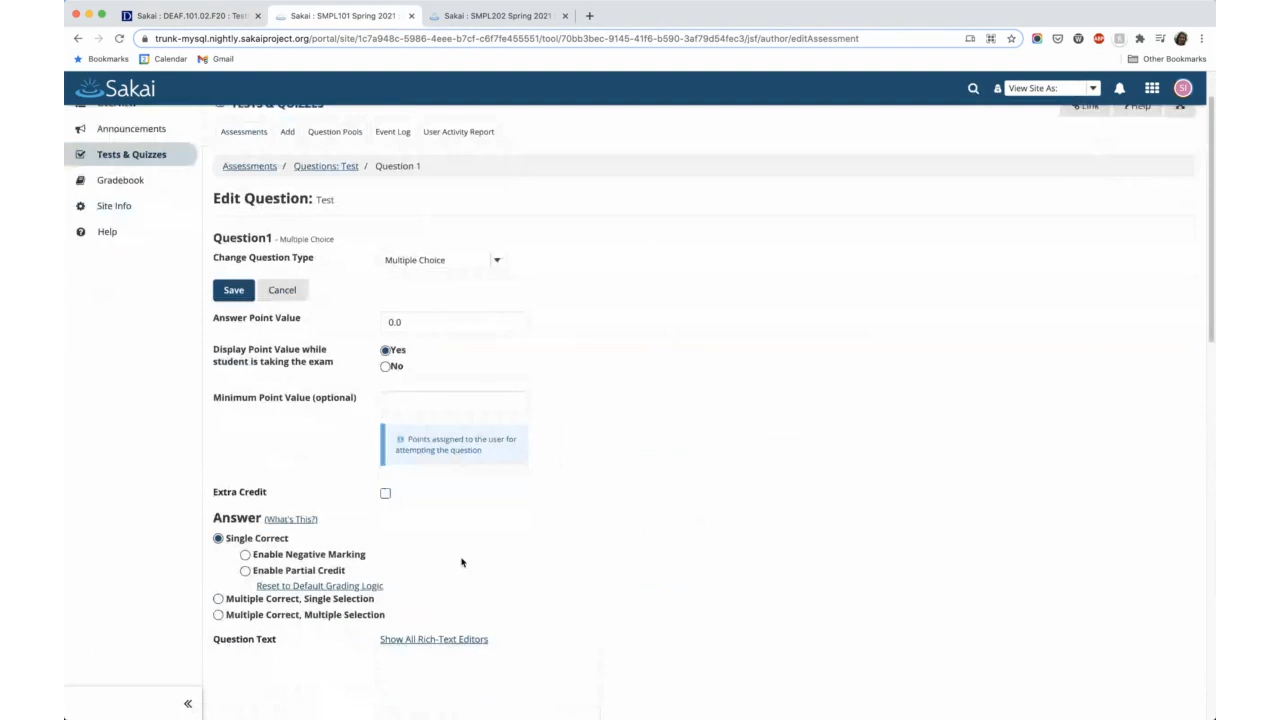 Sakai : DEAF.101.02.F20 : Test
Sakai : SMPL101 Spring 2021 :
Sakai : SMPL202 Spring 2021 :
trunk-mysql.nightly.sakaiproject.org/portal/site/1c7a948c-5986-4eee-b7cf-c6f7fe455551/tool/70bb3bec-9145-41f6-b590-3af79d54fec3/jsf/author/editAssessment
Bookmarks Calendar Gmail Other Bookmarks
Sakai View Site As: SI
Overview TESTS & QUIZZES Link Help
Announcements
Tests & Quizzes
Gradebook
Site Info
Help
Assessments Add Question Pools Event Log User Activity Report
Assessments / Questions: Test / Question 1
Edit Question: Test
Question1 - Multiple Choice
Change Question Type Multiple Choice
Save Cancel
Answer Point Value 0.0
Display Point Value while
student is taking the exam
Yes
No
Minimum Point Value (optional)
Points assigned to the user for
attempting the question
Extra Credit
Answer (What's This?)
Single Correct
Enable Negative Marking
Enable Partial Credit
Reset to Default Grading Logic
Multiple Correct, Single Selection
Multiple Correct, Multiple Selection
Question Text Show All Rich-Text Editors